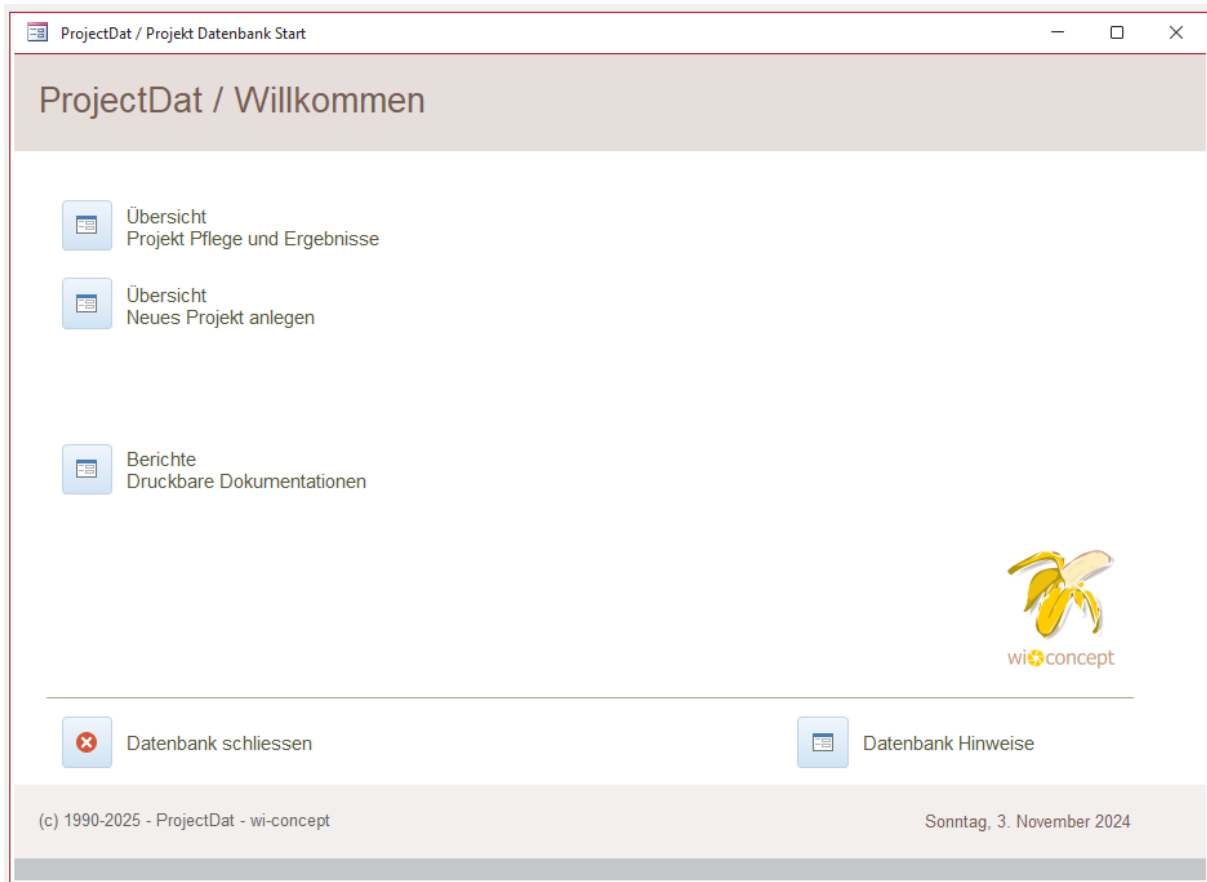 ProjectDat / Projekt Datenbank Start
ProjectDat / Willkommen
Übersicht
Projekt Pflege und Ergebnisse
Übersicht
Neues Projekt anlegen
Berichte
Druckbare Dokumentationen
wi concept
Datenbank schliessen
Datenbank Hinweise
(c) 1990-2025 - ProjectDat - wi-concept
Sonntag, 3. November 2024